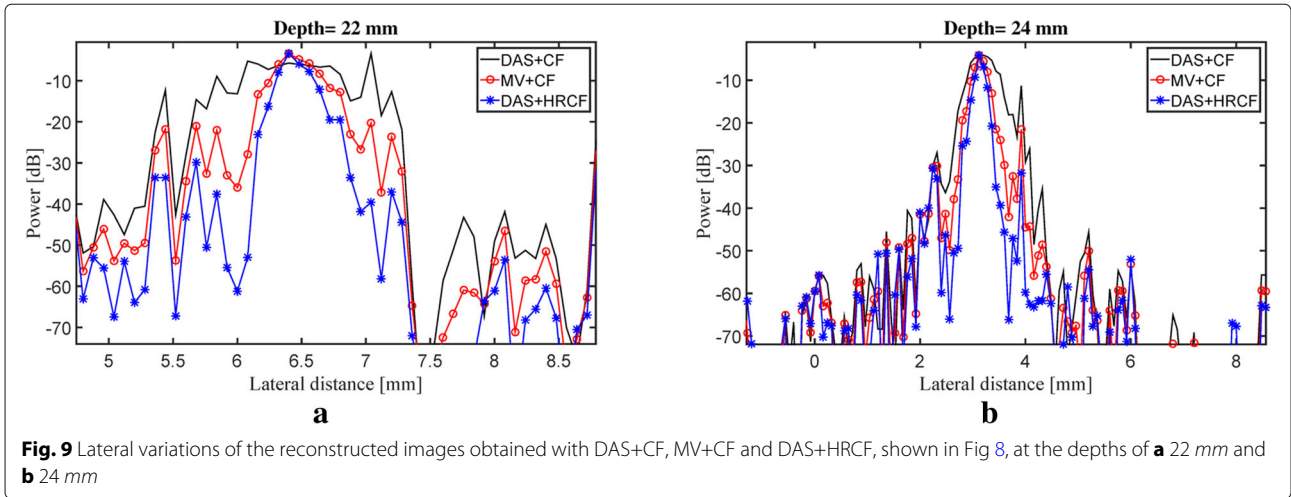 Depth= 22 mm
Power [dB]
-10
-20
-30
-40
-50
-60
-70
DAS+CF
MV+CF
DAS+HRCF
5
5.5
6
6.5
7
7.5
8
8.5
Lateral distance [mm]
a
Depth= 24 mm
Power [dB]
-10
-20
-30
-40
-50
-60
-70
DAS+CF
MV+CF
DAS+HRCF
0
2
4
6
8
Lateral distance [mm]
b
Fig. 9 Lateral variations of the reconstructed images obtained with DAS+CF, MV+CF and DAS+HRCF, shown in Fig 8, at the depths of a 22 mm and
b 24 mm